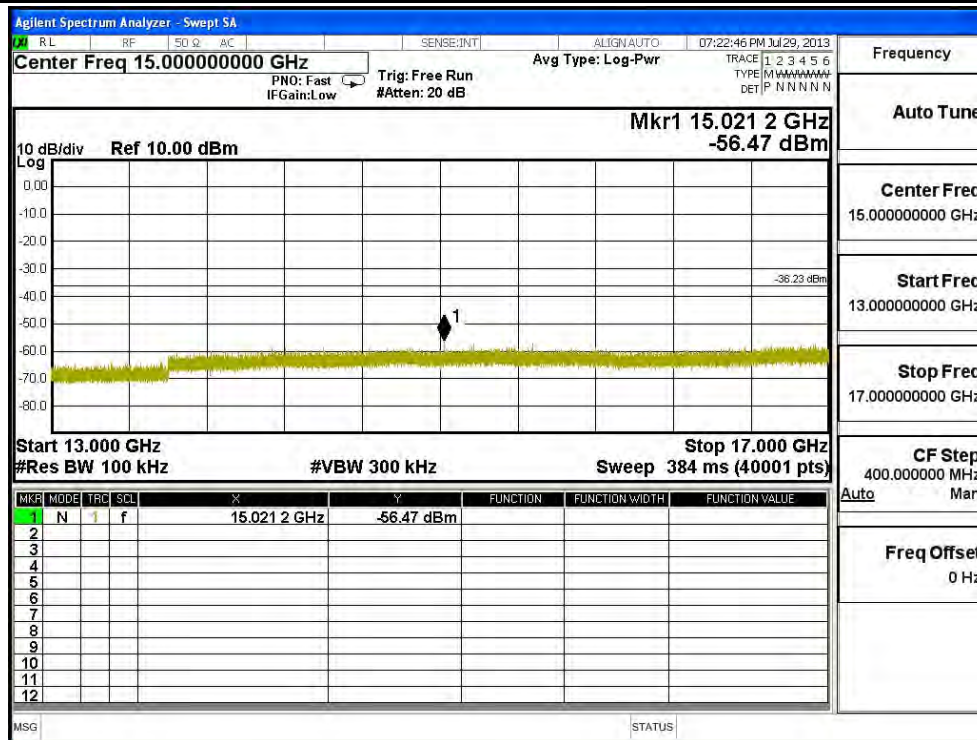 Agilent Spectrum Analyzer - Swept SA
LXI RL RF 50 Ω AC SENSE:INT ALIGN AUTO 07:22:46 PM Jul 29, 2013
Center Freq 15.000000000 GHz
PNO: Fast
IFGain:Low
Trig: Free Run
#Atten: 20 dB
Avg Type: Log-Pwr
TRACE 1 2 3 4 5 6
TYPE M WWWWW
DET P N N N N N
Mkr1 15.021 2 GHz
-56.47 dBm
10 dB/div
Log
Ref 10.00 dBm
0.00
-10.0
-20.0
-30.0
-36.23 dBm
-40.0
-50.0
1
-60.0
-70.0
-80.0
Start 13.000 GHz
Stop 17.000 GHz
#Res BW 100 kHz
#VBW 300 kHz
Sweep 384 ms (40001 pts)
MKR MODE TRC SCL X Y FUNCTION FUNCTION WIDTH FUNCTION VALUE
1 N 1 f 15.021 2 GHz -56.47 dBm
2
3
4
5
6
7
8
9
10
11
12
MSG
STATUS
Frequency
Auto Tune
Center Freq
15.000000000 GHz
Start Freq
13.000000000 GHz
Stop Freq
17.000000000 GHz
CF Step
400.000000 MHz
Auto Man
Freq Offset
0 Hz